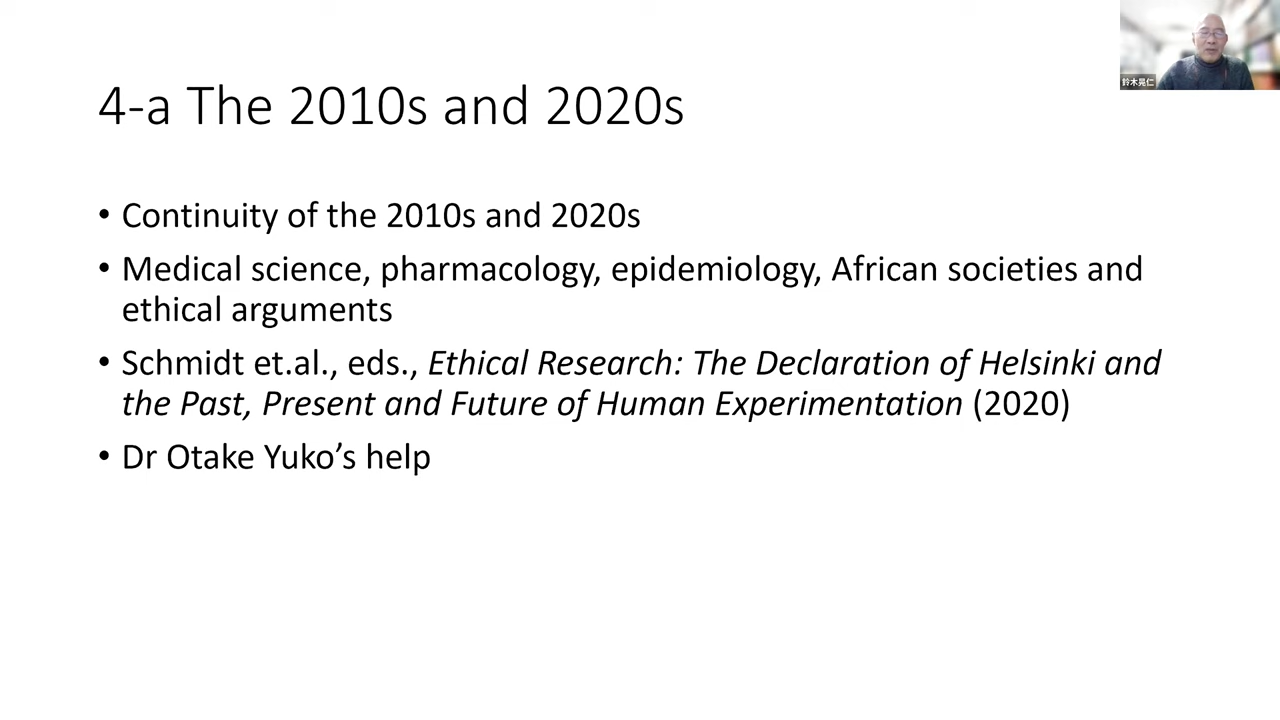 鈴木晃仁
4-a The 2010s and 2020s
• Continuity of the 2010s and 2020s
• Medical science, pharmacology, epidemiology, African societies and
ethical arguments
• Schmidt et.al., eds., Ethical Research: The Declaration of Helsinki and
the Past, Present and Future of Human Experimentation (2020)
• Dr Otake Yuko’s help